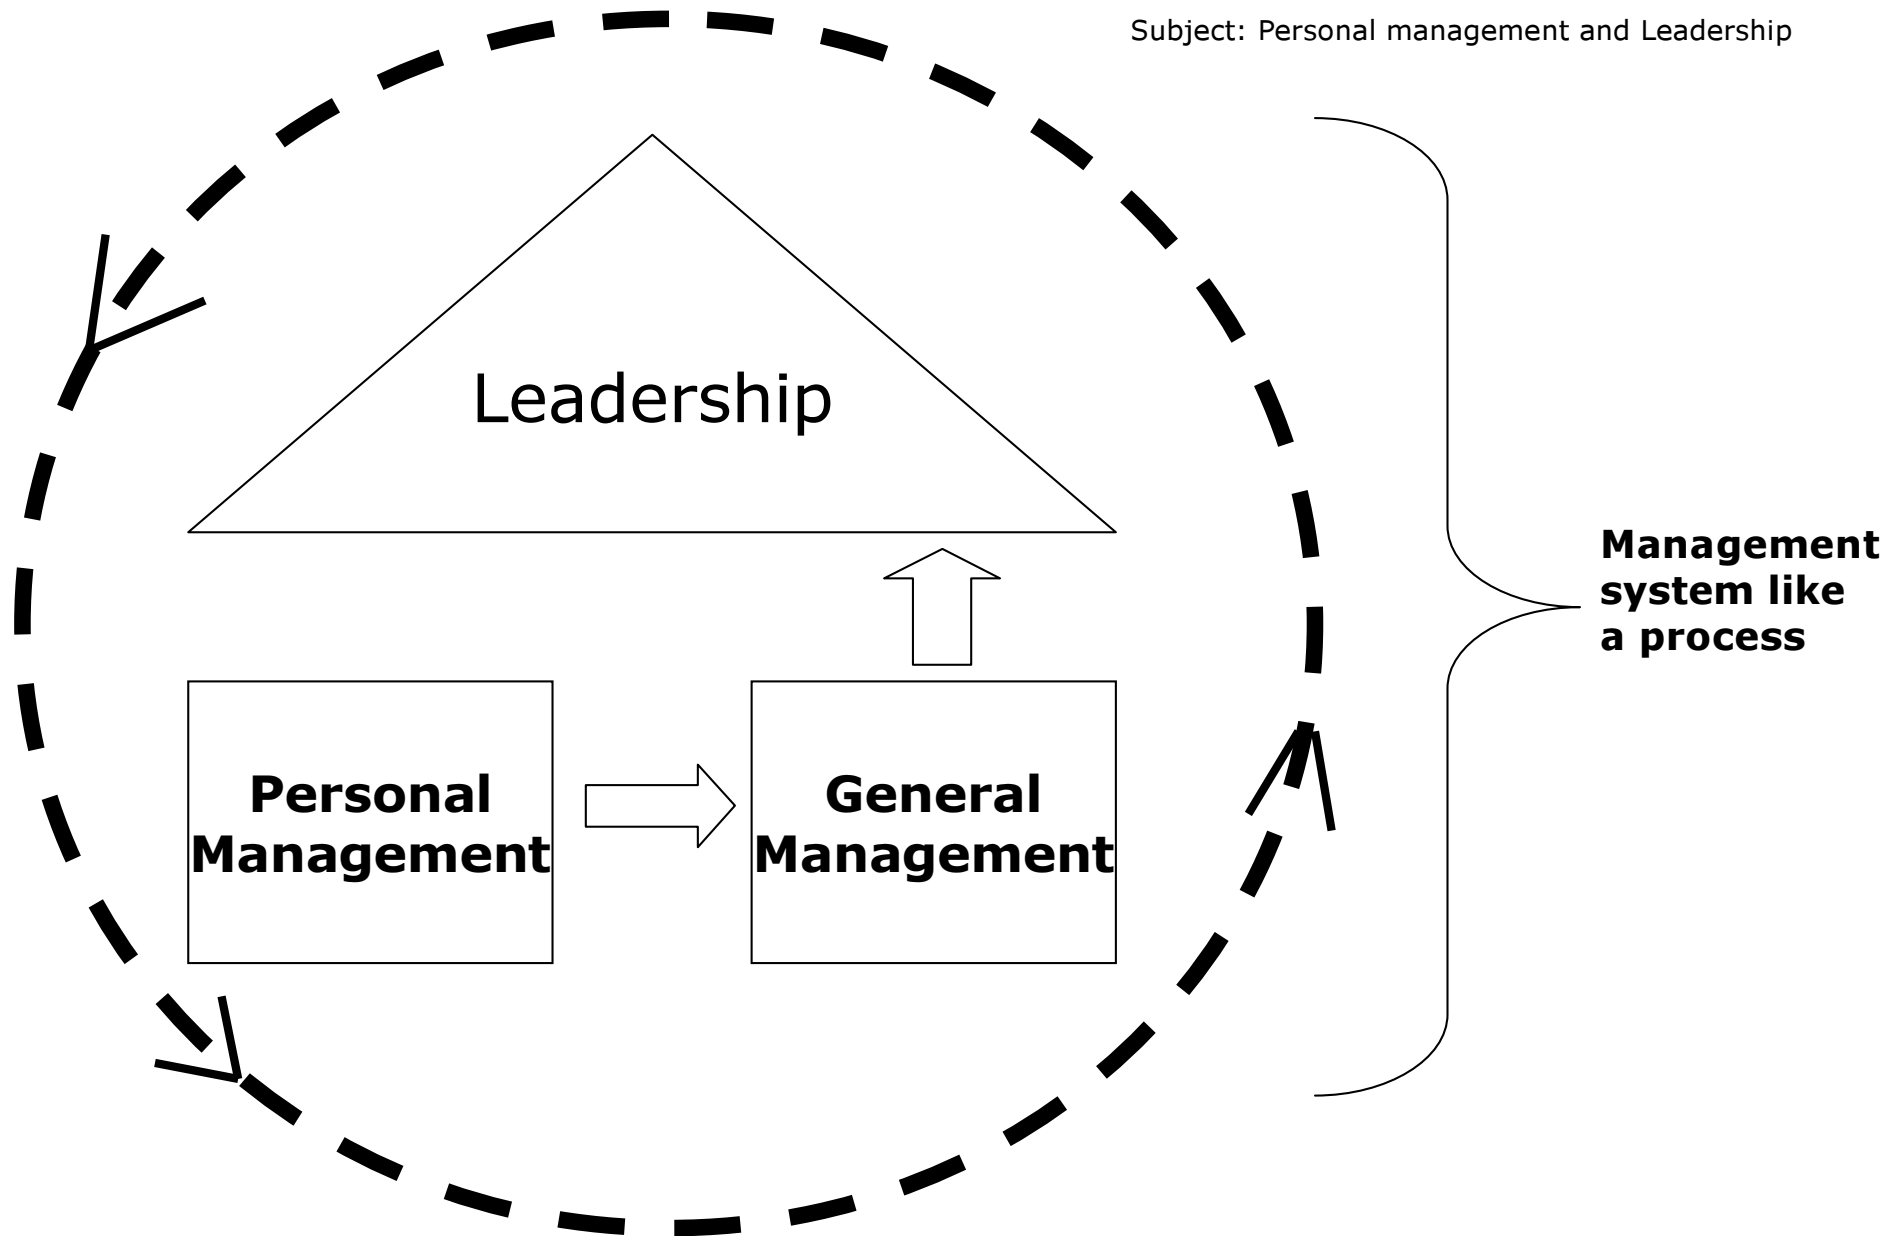 Subject: Personal management and Leadership
Leadership
Management
system like
a process
Personal
Management
General
Management